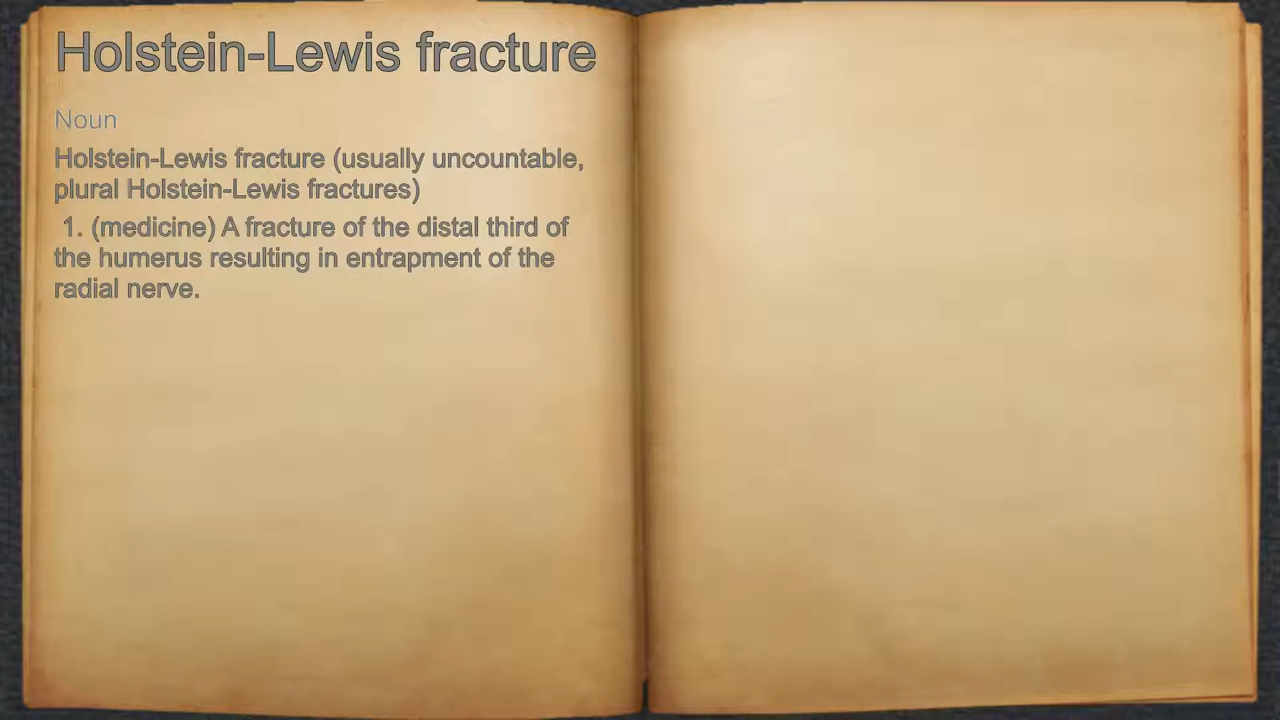 Holstein-Lewis fracture
Noun
Holstein-Lewis fracture (usually uncountable,
plural Holstein-Lewis fractures)
1. (medicine) A fracture of the distal third of
the humerus resulting in entrapment of the
radial nerve.